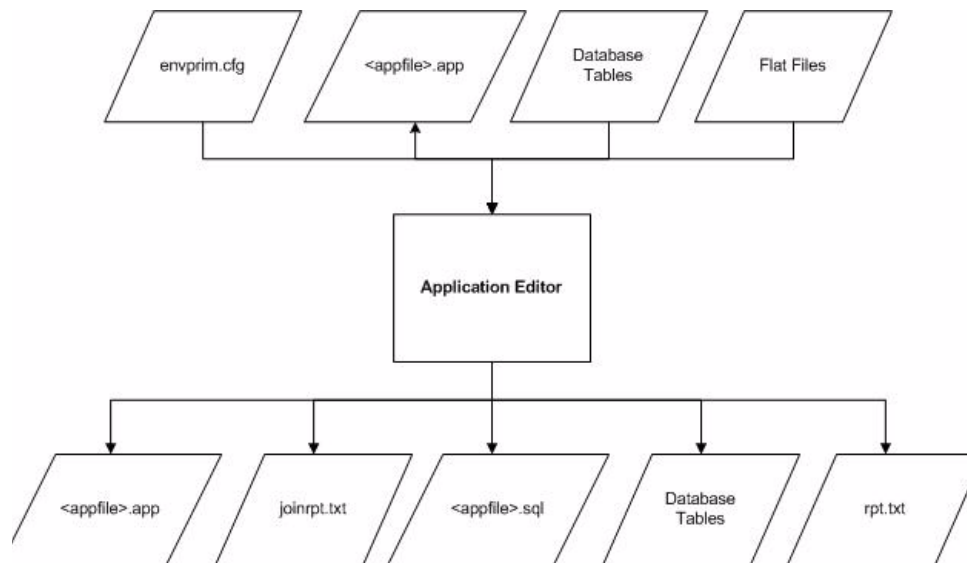 envprim.cfg
<appfile>.app
Database
Tables
Flat Files
Application Editor
<appfile>.app
joinrpt.txt
<appfile>.sql
Database
Tables
rpt.txt